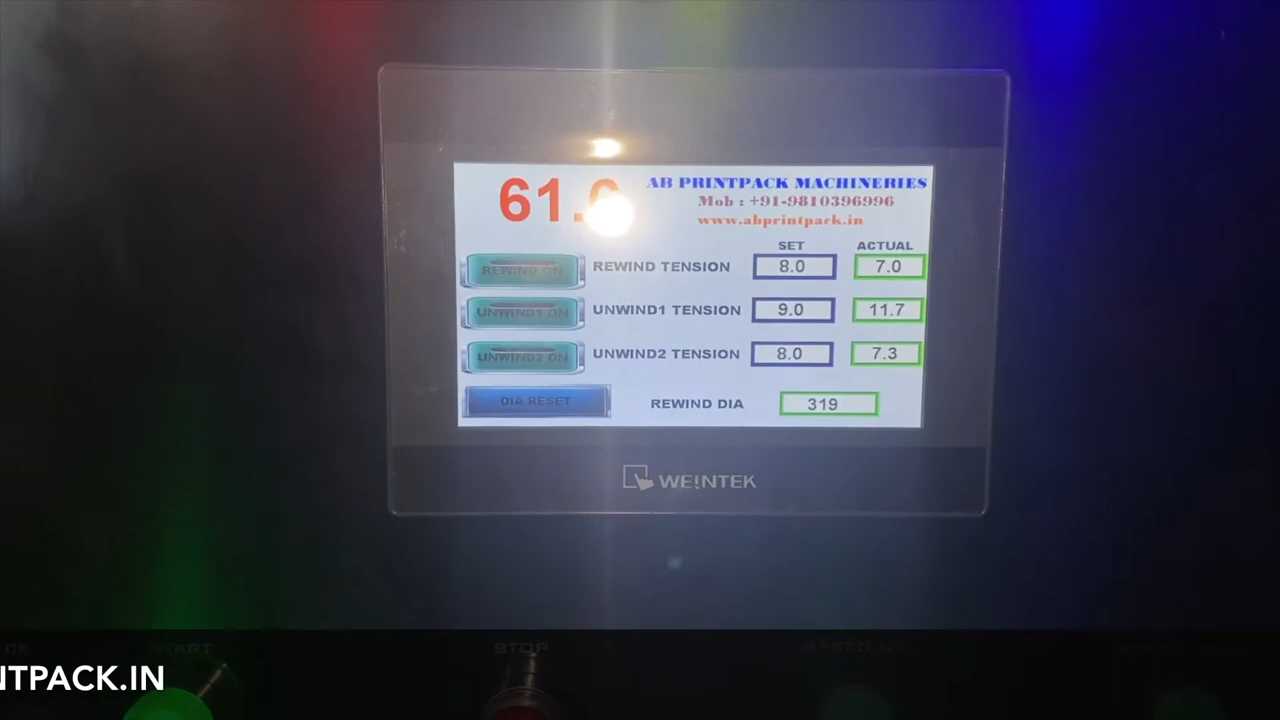 AB PRINTPACK MACHINERIES
Mob : +91-9810396996
www.abprintpack.in
SET ACTUAL
REWIND ON REWIND TENSION 8.0 7.0
UNWIND1 ON UNWIND1 TENSION 9.0 11.7
UNWIND2 ON UNWIND2 TENSION 8.0 7.3
DIA RESET REWIND DIA 319
WEINTEK
START STOP SPEED
NTPACK.IN